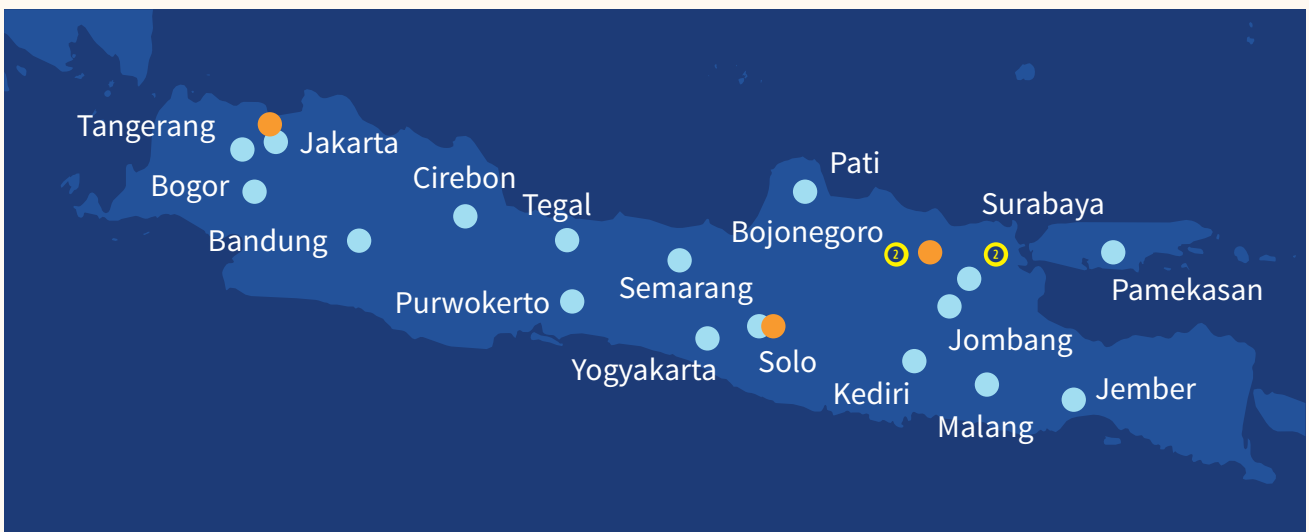 Tangerang
Jakarta
Bogor
Bandung
Cirebon
Tegal
Purwokerto
Semarang
Yogyakarta
Solo
Pati
Bojonegoro
2
Surabaya
2
Pamekasan
Jombang
Kediri
Malang
Jember